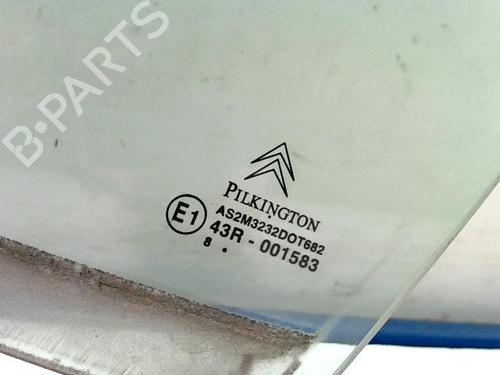 B-PARTS
PILKINGTON
E1
AS2M3232DOT682
43R - 001583
8 .